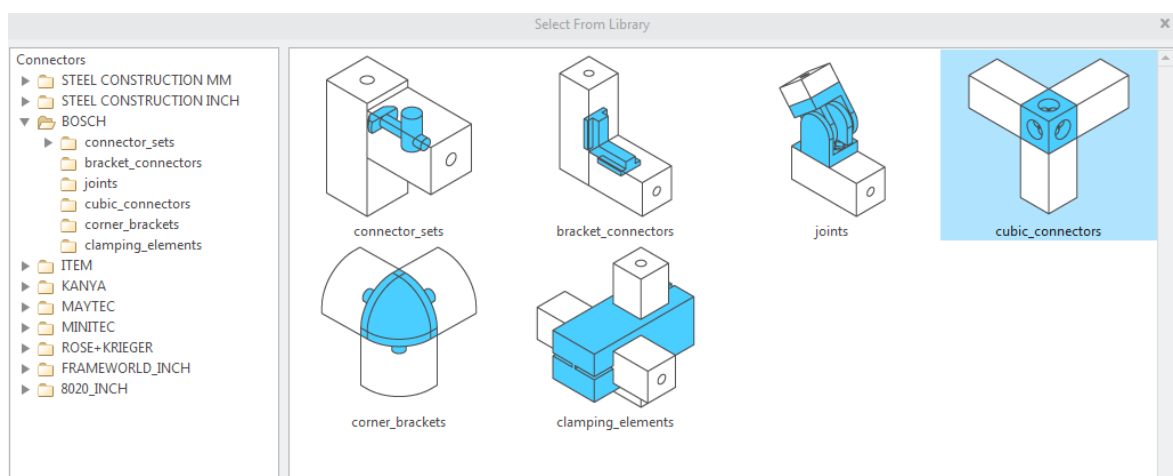 Select From Library
Connectors
STEEL CONSTRUCTION MM
STEEL CONSTRUCTION INCH
BOSCH
connector_sets
bracket_connectors
joints
cubic_connectors
corner_brackets
clamping_elements
ITEM
KANYA
MAYTEC
MINITEC
ROSE+KRIEGER
FRAMEWORLD_INCH
8020_INCH
connector_sets
bracket_connectors
joints
cubic_connectors
corner_brackets
clamping_elements